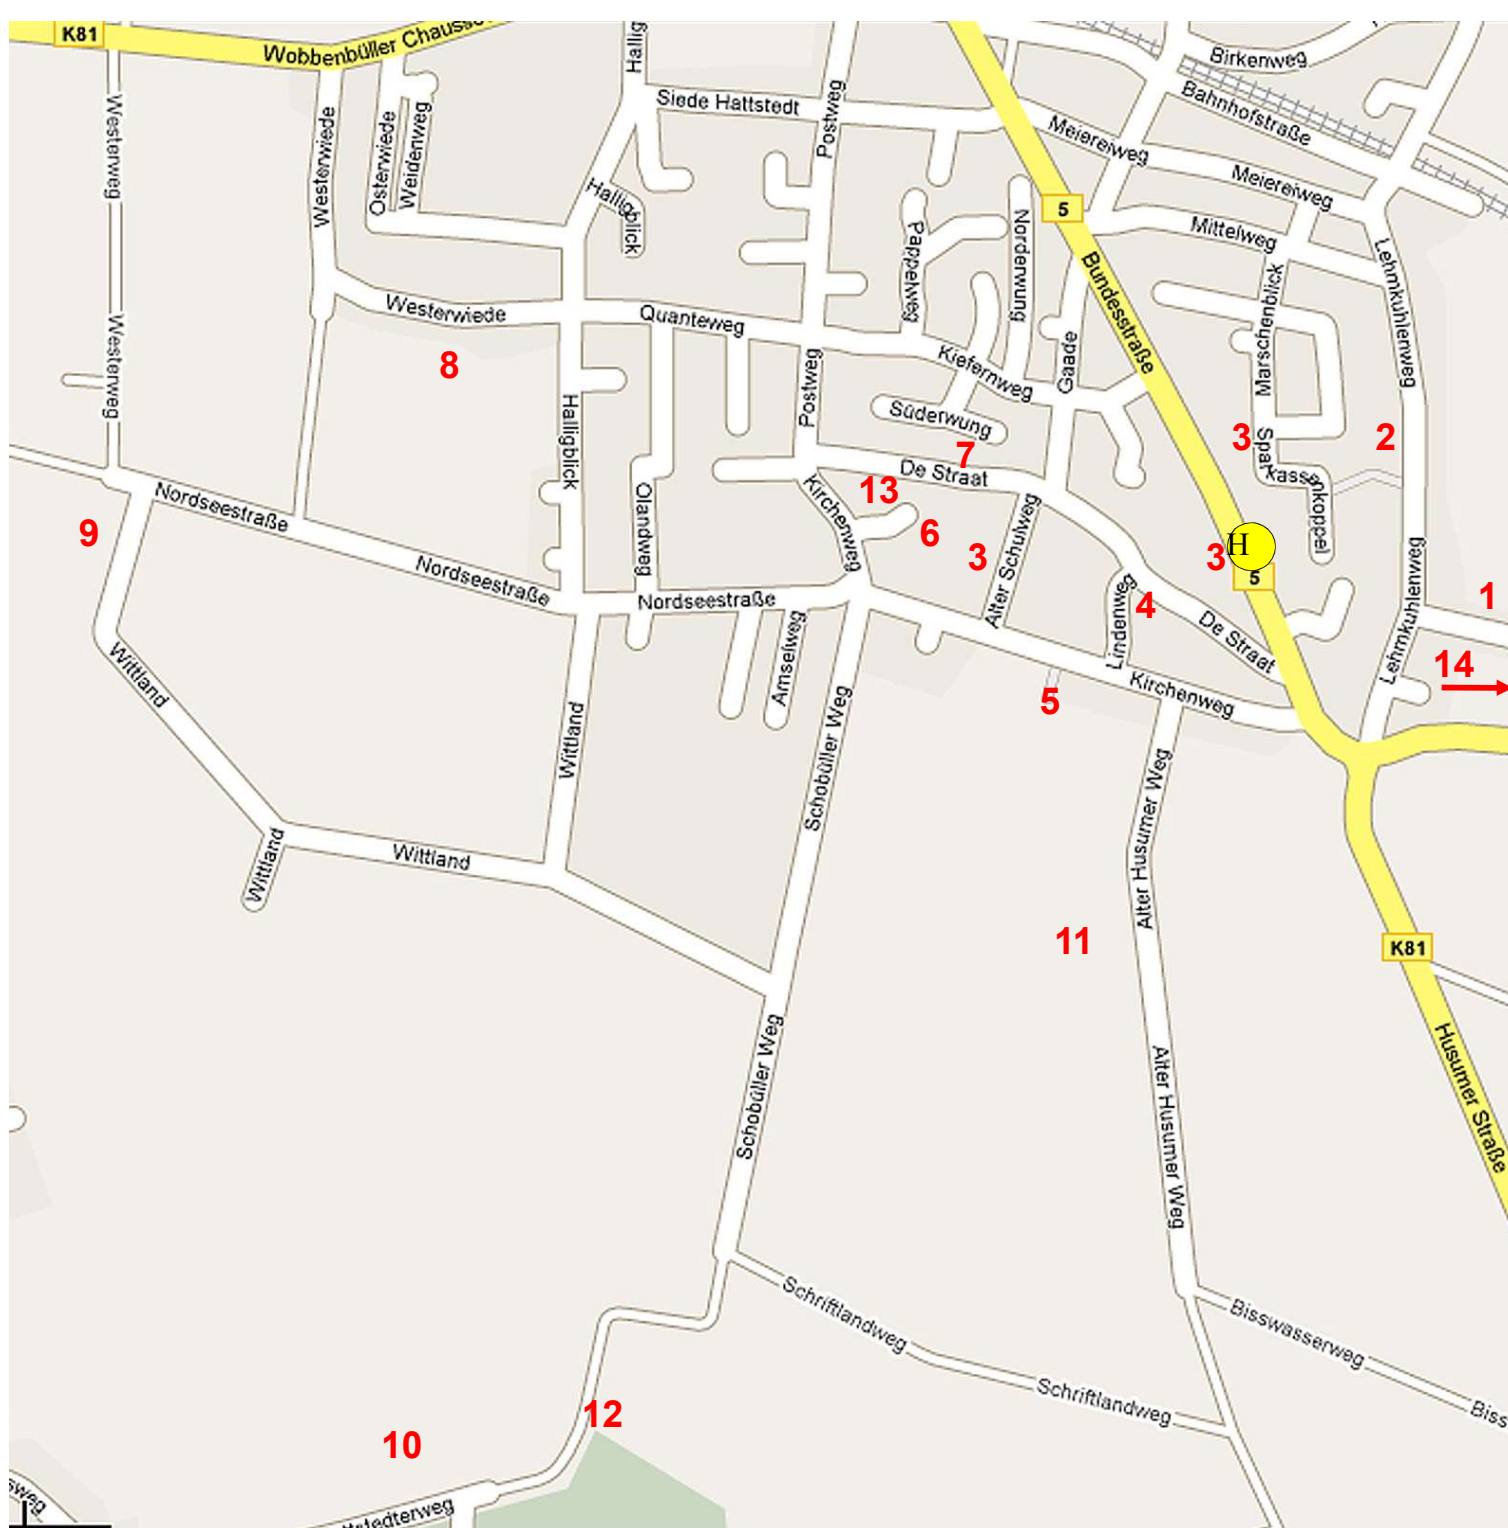 K81
Wobbenbüller Chauss
Hallig
Birkenweg
Siede Hattstedt
Postweg
Bahnhofstraße
Meiereiweg
Meiereiweg
Westerweg
Westerwiede
Osterwiede
Weidenweg
Halligblick
5
Mittelweg
Pappelweg
Norderwung
Bundesstraße
Lehmkuhlenweg
Marschenblick
Westerwiede
Quanteweg
Westerweg
8
Kiefernweg
Gaade
Postweg
Süderwung
Halligblick
3
2
Sparkassenkoppel
7
De Straat
13
Kirchenweg
Nordseestraße
Olandweg
9
6
3
Alter Schulweg
3
H
5
Nordseestraße
Nordseestraße
Lindenweg
4
De Straat
Lehmkuhlenweg
1
14
Amselweg
Wittland
5
Kirchenweg
Wittland
Schobüller Weg
Alter Husumer Weg
Wittland
Wittland
11
K81
Schobüller Weg
Alter Husumer Weg
Husumer Straße
Schriftlandweg
Bisswasserweg
Schriftlandweg
Biss
12
10
sweg
ttstedterweg